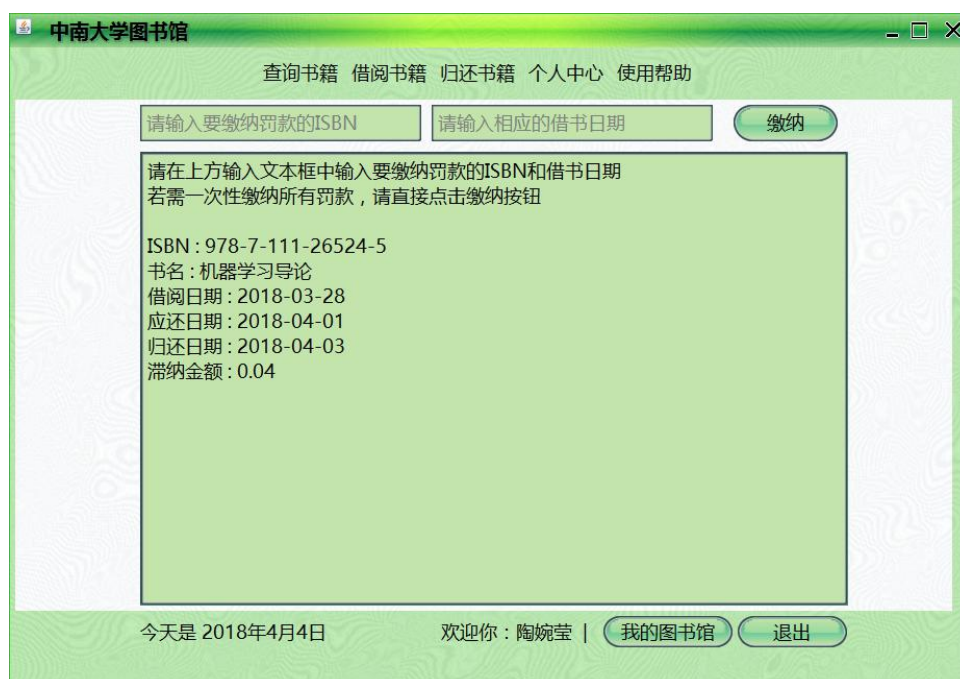 中南大学图书馆
查询书籍 借阅书籍 归还书籍 个人中心 使用帮助
请输入要缴纳罚款的ISBN 请输入相应的借书日期 缴纳
请在上方输入文本框中输入要缴纳罚款的ISBN和借书日期
若需一次性缴纳所有罚款，请直接点击缴纳按钮
ISBN : 978-7-111-26524-5
书名 : 机器学习导论
借阅日期 : 2018-03-28
应还日期 : 2018-04-01
归还日期 : 2018-04-03
滞纳金额 : 0.04
今天是 2018年4月4日 欢迎你：陶婉莹 | 我的图书馆 退出